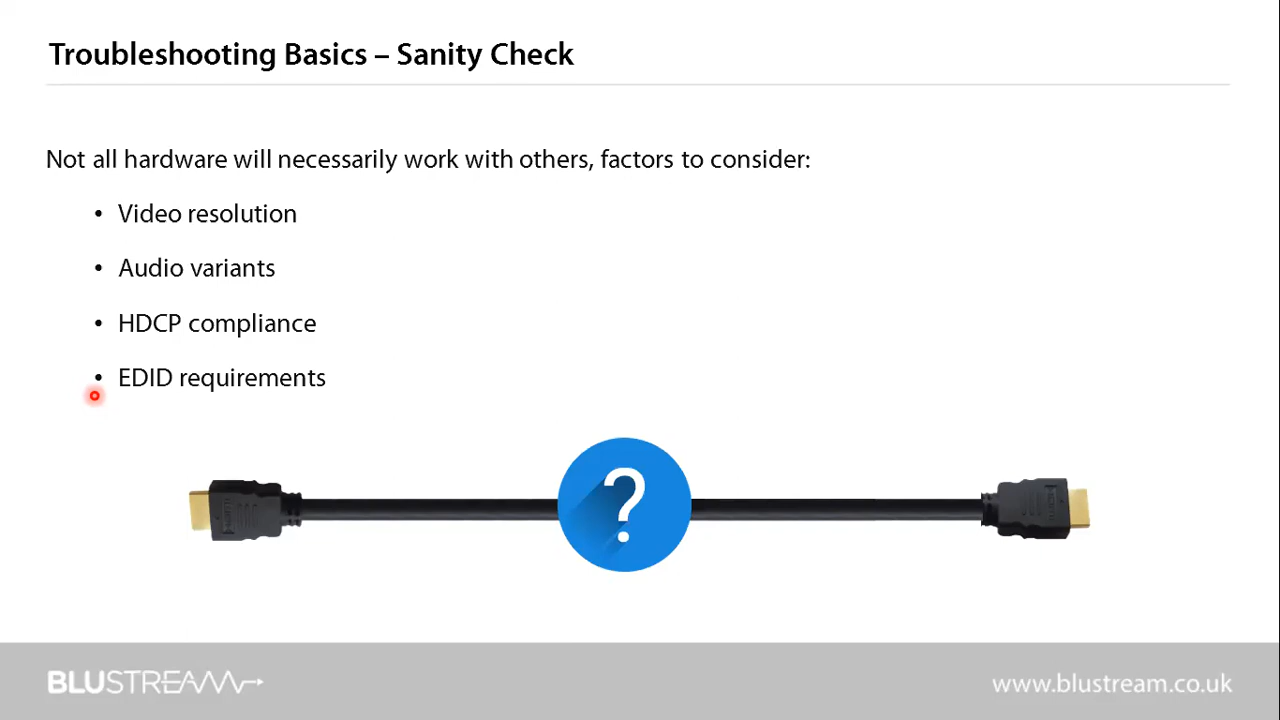 Troubleshooting Basics – Sanity Check
Not all hardware will necessarily work with others, factors to consider:
• Video resolution
• Audio variants
• HDCP compliance
• EDID requirements
?
BLUSTREAM
www.blustream.co.uk